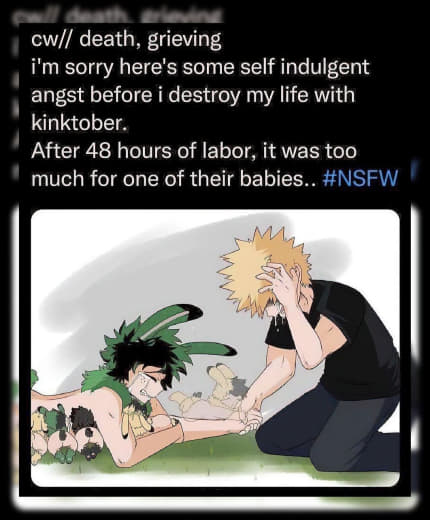 cw// death, grieving
i'm sorry here's some self indulgent
angst before i destroy my life with
kinktober.
After 48 hours of labor, it was too
much for one of their babies.. #NSFW